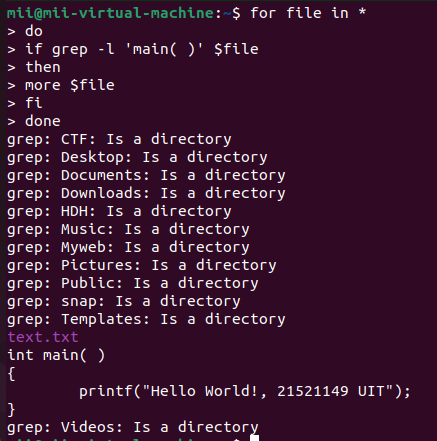 mii@mii-virtual-machine:~$ for file in *
> do
> if grep -l 'main( )' $file
> then
> more $file
> fi
> done
grep: CTF: Is a directory
grep: Desktop: Is a directory
grep: Documents: Is a directory
grep: Downloads: Is a directory
grep: HDH: Is a directory
grep: Music: Is a directory
grep: Myweb: Is a directory
grep: Pictures: Is a directory
grep: Public: Is a directory
grep: snap: Is a directory
grep: Templates: Is a directory
text.txt
int main( )
{
        printf("Hello World!, 21521149 UIT");
}
grep: Videos: Is a directory